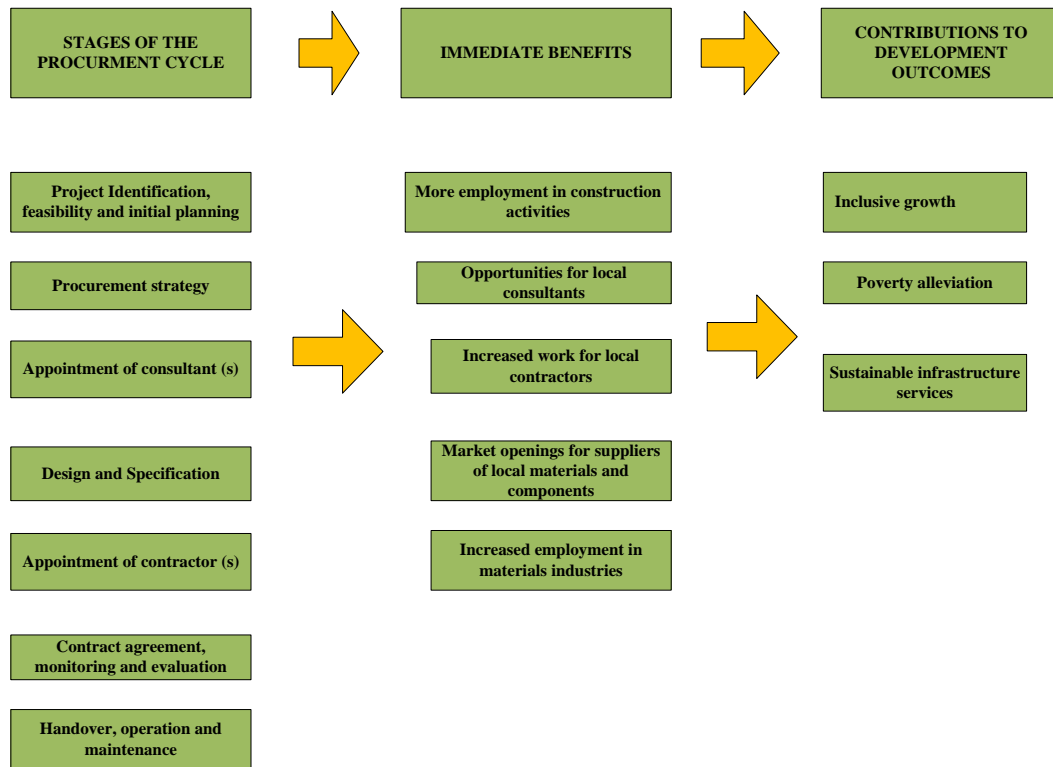 STAGES OF THE
PROCURMENT CYCLE
IMMEDIATE BENEFITS
CONTRIBUTIONS TO
DEVELOPMENT
OUTCOMES
Project Identification,
feasibility and initial planning
Procurement strategy
Appointment of consultant (s)
Design and Specification
Appointment of contractor (s)
Contract agreement,
monitoring and evaluation
Handover, operation and
maintenance
More employment in construction
activities
Opportunities for local
consultants
Increased work for local
contractors
Market openings for suppliers
of local materials and
components
Increased employment in
materials industries
Inclusive growth
Poverty alleviation
Sustainable infrastructure
services